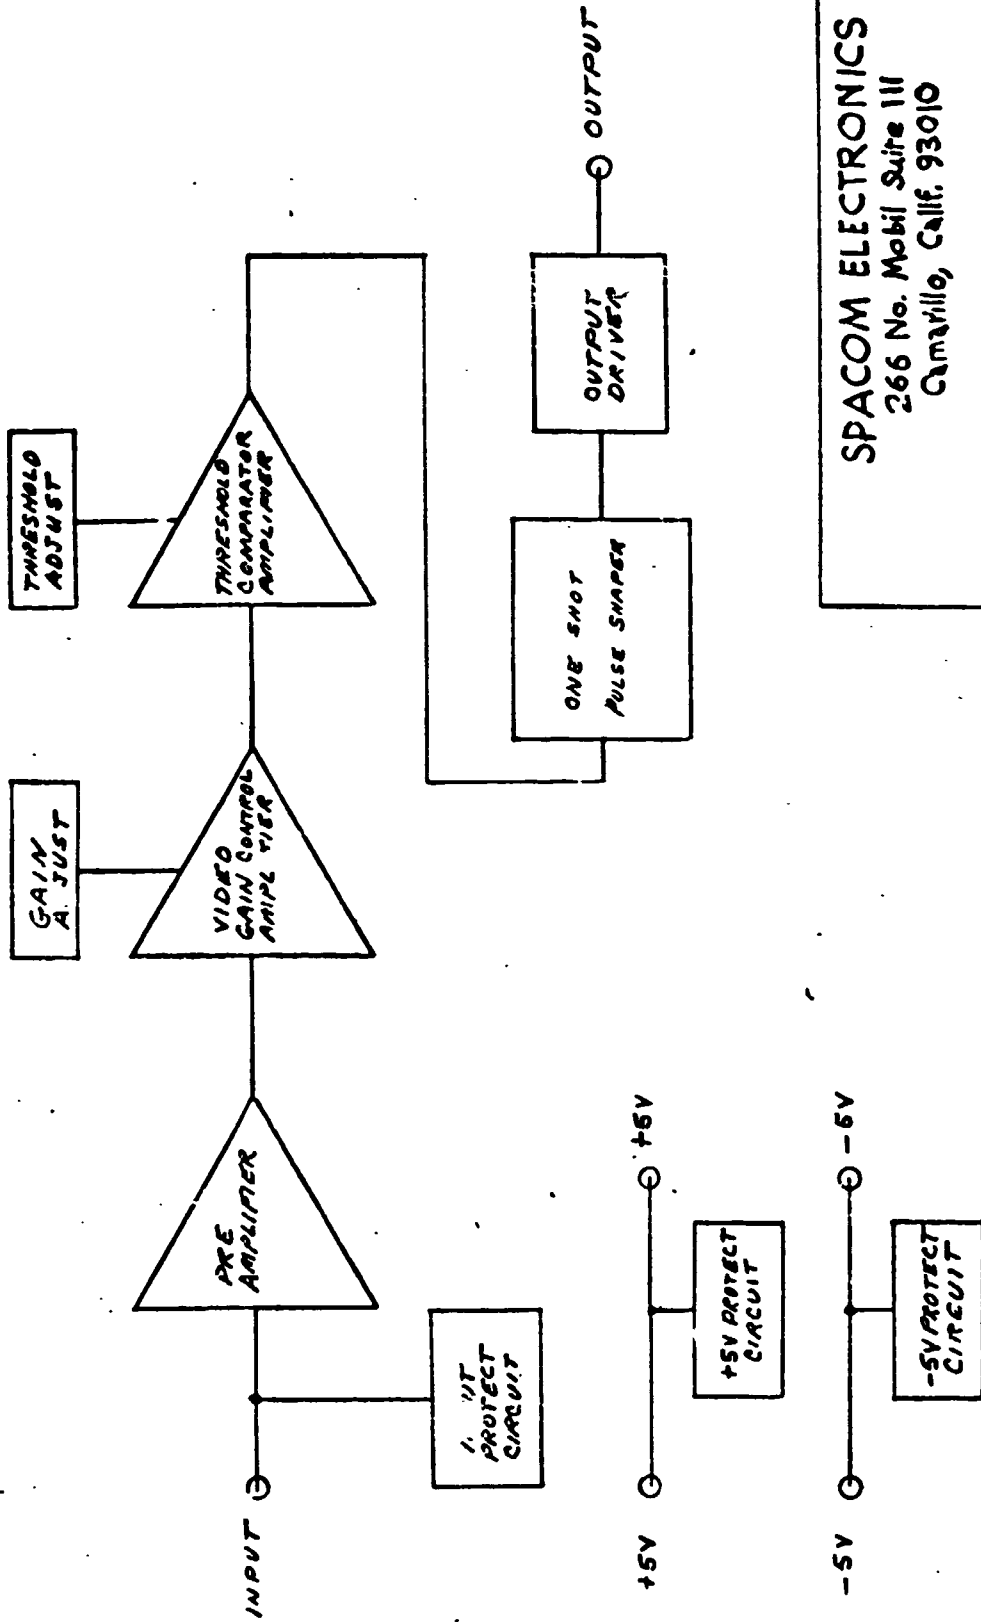 THRESHOLD
ADJUST
GAIN
A. JUST
INPUT
PRE
AMPLIFIER
VIDEO
GAIN CONTROL
AMPL
THRESHOLD
COMPARATOR
AMPLIFIER
PROTECT
CIRCUIT
ONE SHOT
PULSE SHAPER
OUTPUT
DRIVER
OUTPUT
+5V
+5V PROTECT
CIRCUIT
+5V
-5V
-5V PROTECT
CIRCUIT
-5V
SPACOM ELECTRONICS
266 No. Mobil Suite 111
Camarillo, Calif. 93010